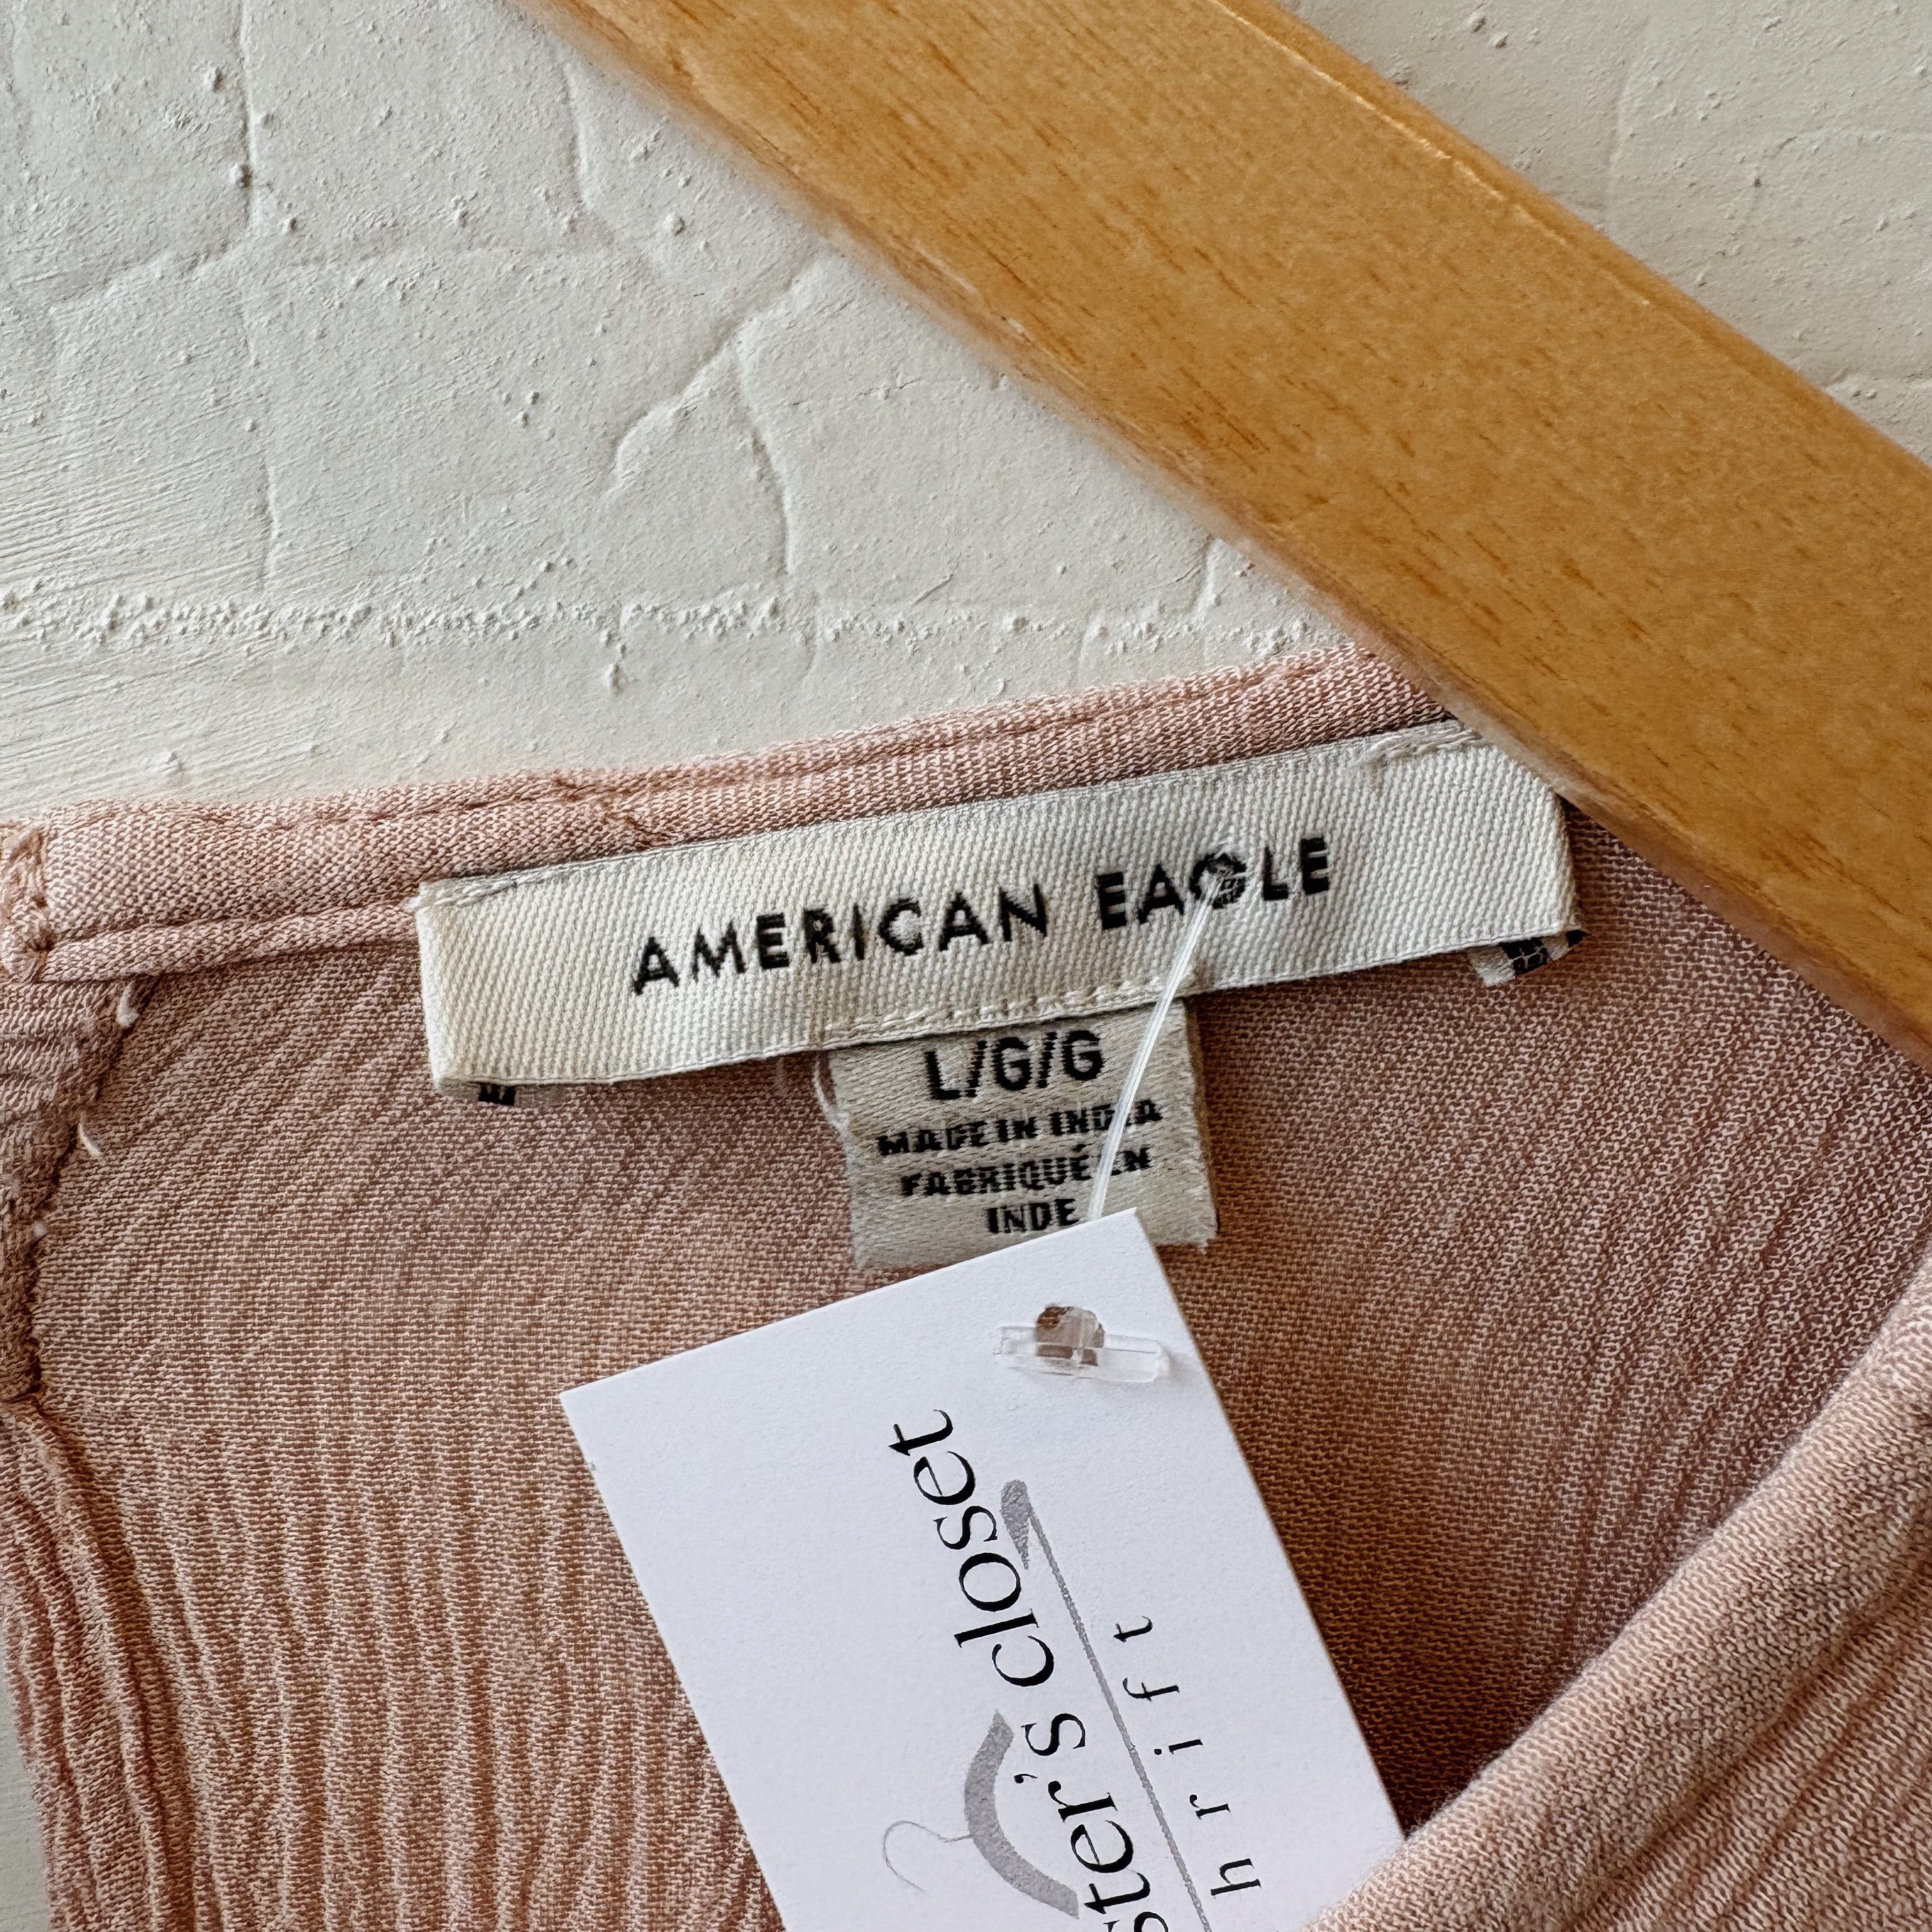 AMERICAN EAGLE
L/G/G
MADE IN INDIA
FABRIQUÉ EN
INDE
ster's closet
hrift